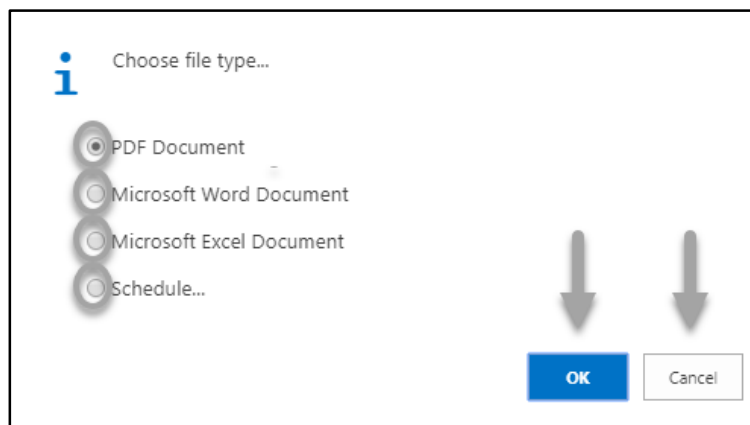 Choose file type...
PDF Document
Microsoft Word Document
Microsoft Excel Document
Schedule...
OK
Cancel